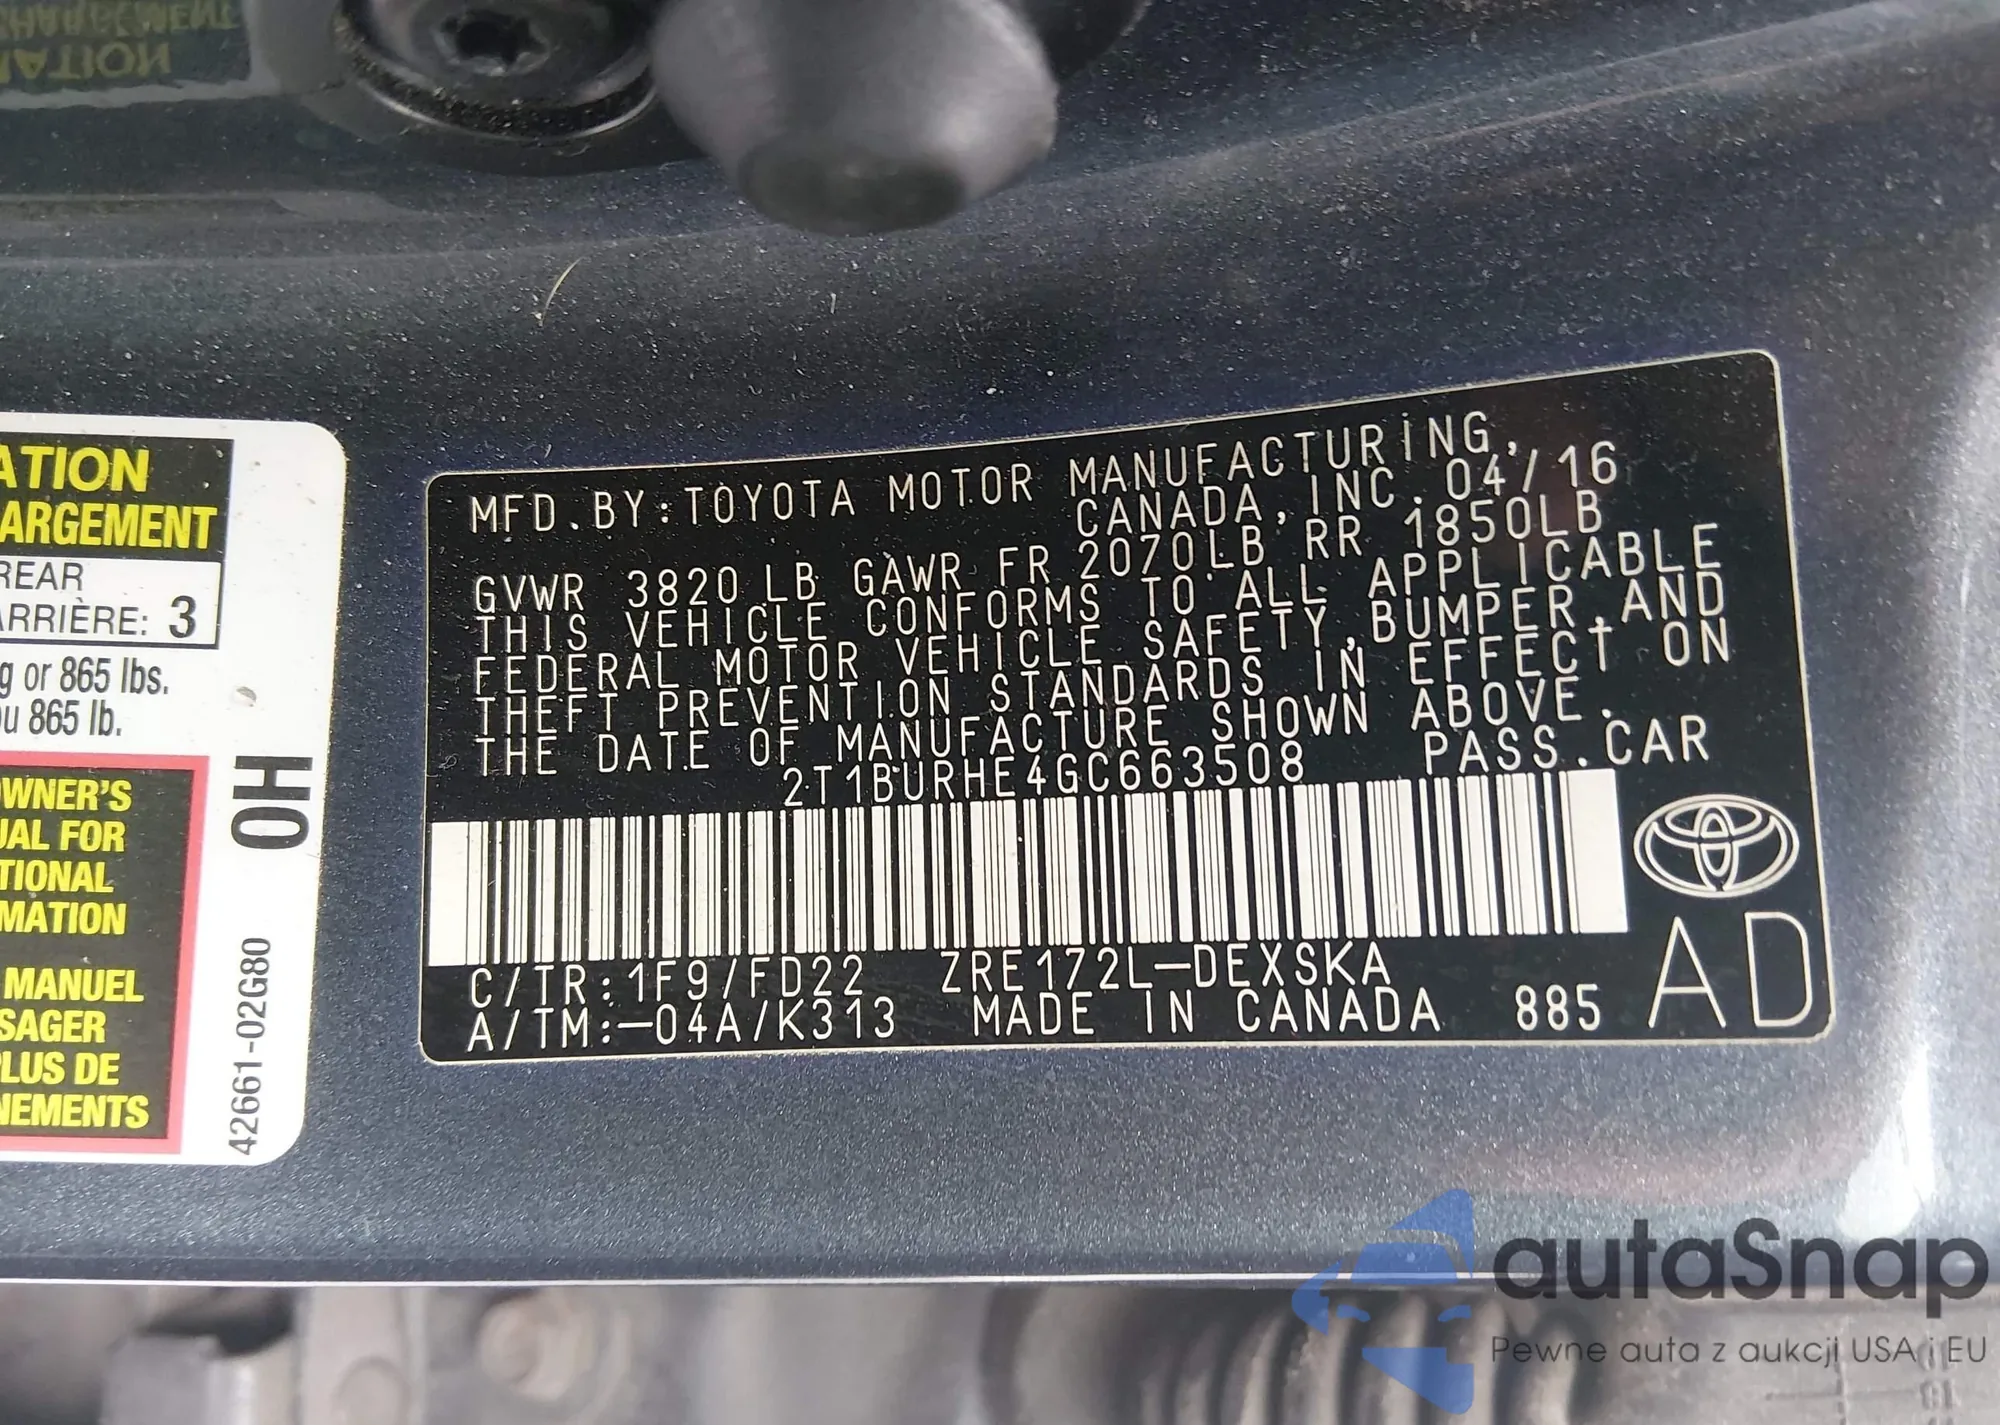 ATION
ARGEMENT
REAR
ARRIÈRE: 3
g or 865 lbs.
ou 865 lb.
OWNER'S
UAL FOR
TIONAL
MATION
MANUEL
SAGER
PLUS DE
NEMENTS
0H
42661-02G80
MFD.BY:TOYOTA MOTOR MANUFACTURING,
CANADA,INC. 04/16
GVWR 3820 LB GAWR FR 2070LB RR 1850LB
THIS VEHICLE CONFORMS TO ALL APPLICABLE
FEDERAL MOTOR VEHICLE SAFETY,BUMPER,AND
THEFT PREVENTION STANDARDS IN EFFECT ON
THE DATE OF MANUFACTURE SHOWN ABOVE.
2T1BURHE4GC663508 PASS.CAR
C/TR:1F9/FD22 ZRE172L-DEXSKA
A/TM:-04A/K313 MADE IN CANADA 885
AD
autaSnap
Pewne auta z aukcji USA i EU